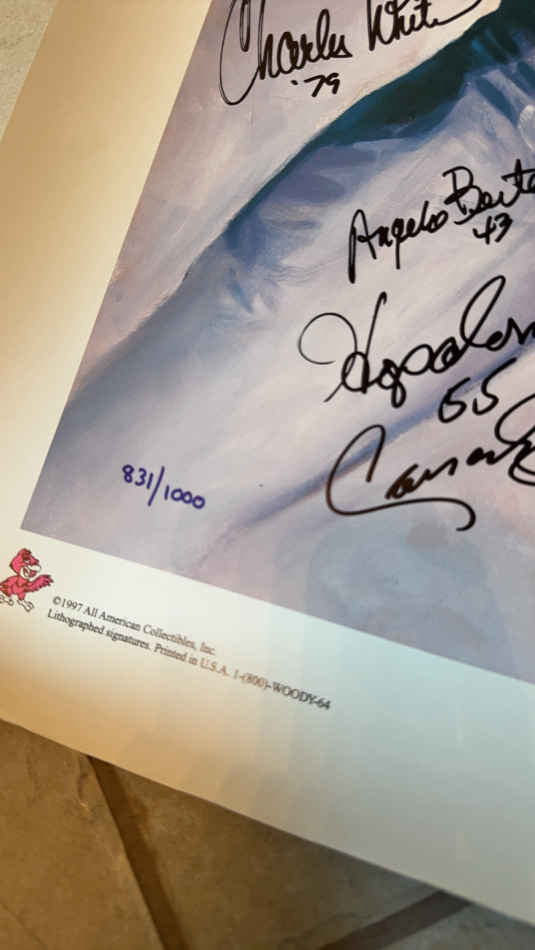 Charles White
'79
Angelo
43
55
831/1000
©1997 All American Collectibles, Inc.
Lithographed signatures. Printed in U.S.A. 1-(800)-WOODY-64